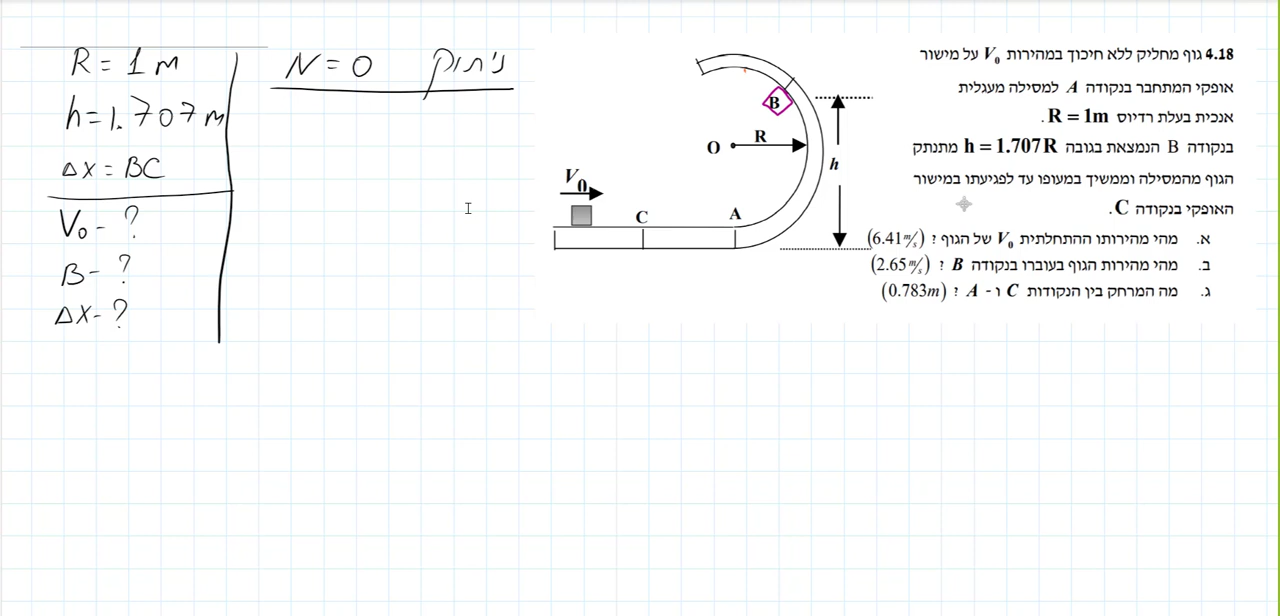 R = 1 m
h = 1.707 m
Δx = BC
V₀ - ?
B - ?
Δx - ?
N = 0 ניתוק
B
R
O
h
V₀
C
A
4.18 גוף מחליק ללא חיכוך במהירות V₀ על מישור
אופקי המתחבר בנקודה A למסילה מעגלית
אנכית בעלת רדיוס R = 1m.
בנקודה B הנמצאת בגובה h = 1.707R מתנתק
הגוף מהמסילה וממשיך במעופו עד לפגיעתו במישור
האופקי בנקודה C.
א. מהי מהירותו ההתחלתית V₀ של הגוף ? (6.41 m/s)
ב. מהי מהירות הגוף בעוברו בנקודה B ? (2.65 m/s)
ג. מה המרחק בין הנקודות C ו - A ? (0.783m)